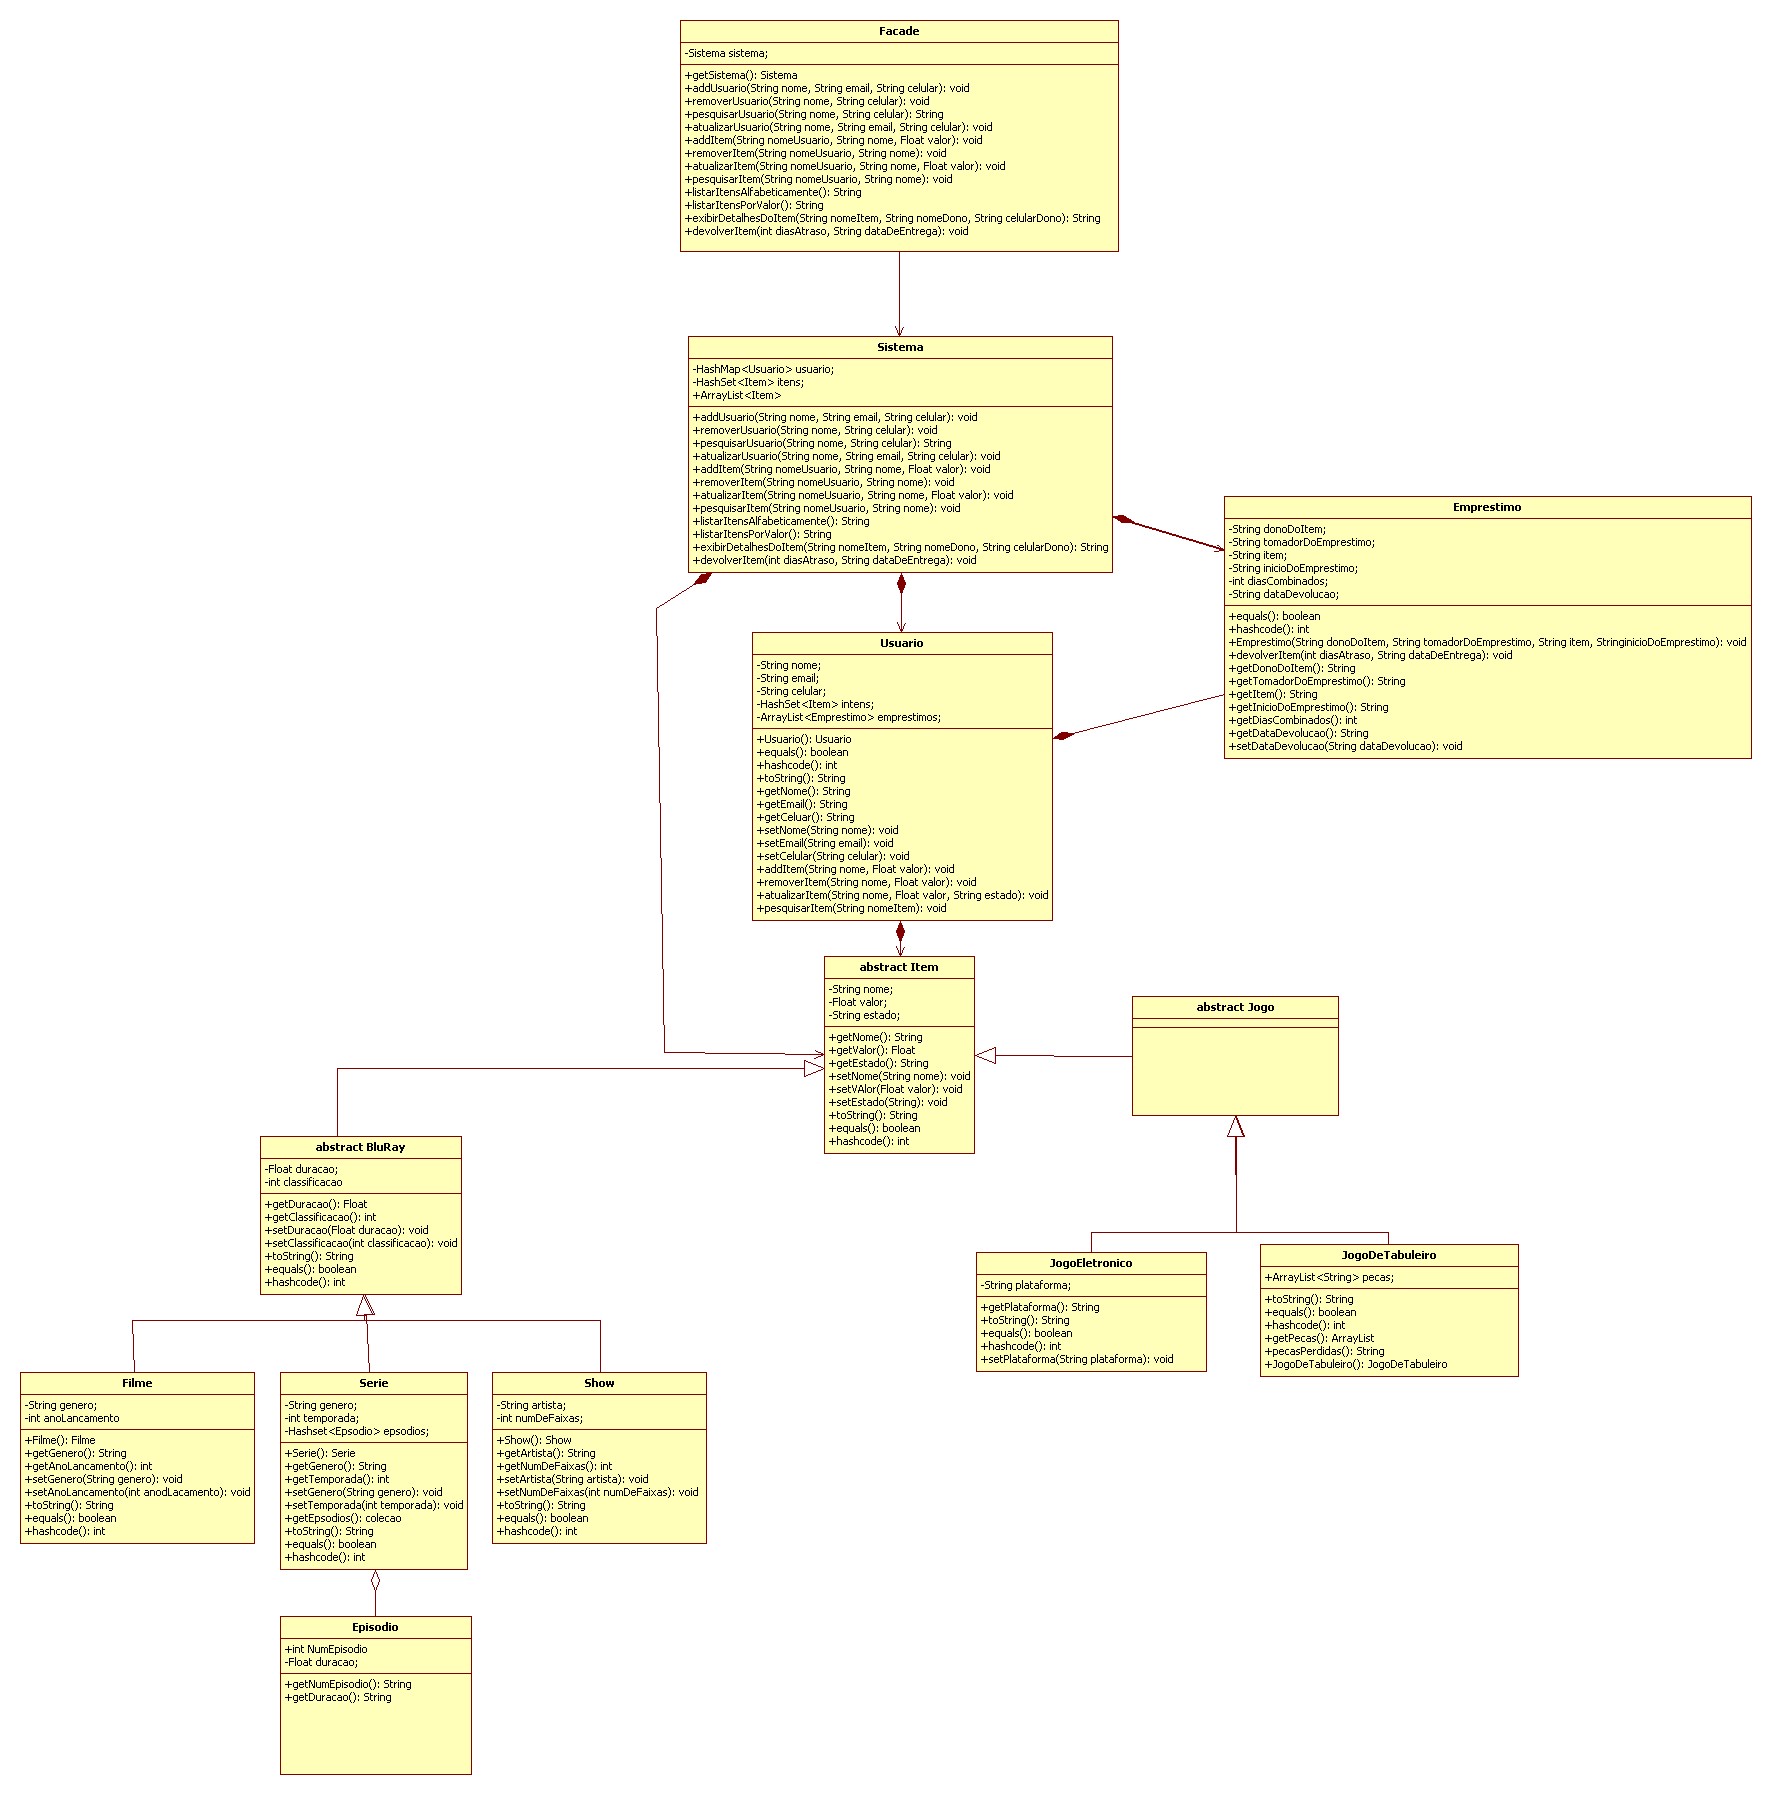 Facade
-Sistema sistema;
+getSistema(): Sistema
+addUsuario(String nome, String email, String celular): void
+removerUsuario(String nome, String celular): void
+pesquisarUsuario(String nome, String celular): String
+atualizarUsuario(String nome, String email, String celular): void
+addItem(String nomeUsuario, String nome, Float valor): void
+removerItem(String nomeUsuario, String nome): void
+atualizarItem(String nomeUsuario, String nome, Float valor): void
+pesquisarItem(String nomeUsuario, String nome): void
+listarItensAlfabeticamente(): String
+listarItensPorValor(): String
+exibirDetalhesDoItem(String nomeItem, String nomeDono, String celularDono): String
+devolverItem(int diasAtraso, String dataDeEntrega): void
Sistema
-HashMap<Usuario> usuario;
-HashSet<Item> itens;
+ArrayList<Item>
+addUsuario(String nome, String email, String celular): void
+removerUsuario(String nome, String celular): void
+pesquisarUsuario(String nome, String celular): String
+atualizarUsuario(String nome, String email, String celular): void
+addItem(String nomeUsuario, String nome, Float valor): void
+removerItem(String nomeUsuario, String nome): void
+atualizarItem(String nomeUsuario, String nome, Float valor): void
+pesquisarItem(String nomeUsuario, String nome): void
+listarItensAlfabeticamente(): String
+listarItensPorValor(): String
+exibirDetalhesDoItem(String nomeItem, String nomeDono, String celularDono): String
+devolverItem(int diasAtraso, String dataDeEntrega): void
Emprestimo
-String donoDoItem;
-String tomadorDoEmprestimo;
-String item;
-String inicioDoEmprestimo;
-int diasCombinados;
-String dataDevolucao;
+equals(): boolean
+hashcode(): int
+Emprestimo(String donoDoItem, String tomadorDoEmprestimo, String item, StringinicioDoEmprestimo): void
+devolverItem(int diasAtraso, String dataDeEntrega): void
+getDonoDoItem(): String
+getTomadorDoEmprestimo(): String
+getItem(): String
+getInicioDoEmprestimo(): String
+getDiasCombinados(): int
+getDataDevolucao(): String
+setDataDevolucao(String dataDevolucao): void
Usuario
-String nome;
-String email;
-String celular;
-HashSet<Item> intens;
-ArrayList<Emprestimo> emprestimos;
+Usuario(): Usuario
+equals(): boolean
+hashcode(): int
+toString(): String
+getNome(): String
+getEmail(): String
+getCeluar(): String
+setNome(String nome): void
+setEmail(String email): void
+setCelular(String celular): void
+addItem(String nome, Float valor): void
+removerItem(String nome, Float valor): void
+atualizarItem(String nome, Float valor, String estado): void
+pesquisarItem(String nomeItem): void
abstract Item
-String nome;
-Float valor;
-String estado;
+getNome(): String
+getValor(): Float
+getEstado(): String
+setNome(String nome): void
+setVAlor(Float valor): void
+setEstado(String): void
+toString(): String
+equals(): boolean
+hashcode(): int
abstract Jogo
abstract BluRay
-Float duracao;
-int classificacao
+getDuracao(): Float
+getClassificacao(): int
+setDuracao(Float duracao): void
+setClassificacao(int classificacao): void
+toString(): String
+equals(): boolean
+hashcode(): int
JogoEletronico
-String plataforma;
+getPlataforma(): String
+toString(): String
+equals(): boolean
+hashcode(): int
+setPlataforma(String plataforma): void
JogoDeTabuleiro
+ArrayList<String> pecas;
+toString(): String
+equals(): boolean
+hashcode(): int
+getPecas(): ArrayList
+pecasPerdidas(): String
+JogoDeTabuleiro(): JogoDeTabuleiro
Filme
-String genero;
-int anoLancamento
+Filme(): Filme
+getGenero(): String
+getAnoLancamento(): int
+setGenero(String genero): void
+setAnoLancamento(int anodLacamento): void
+toString(): String
+equals(): boolean
+hashcode(): int
Serie
-String genero;
-int temporada;
-Hashset<Epsodio> epsodios;
+Serie(): Serie
+getGenero(): String
+getTemporada(): int
+setGenero(String genero): void
+setTemporada(int temporada): void
+getEpsodios(): colecao
+toString(): String
+equals(): boolean
+hashcode(): int
Show
-String artista;
-int numDeFaixas;
+Show(): Show
+getArtista(): String
+getNumDeFaixas(): int
+setArtista(String artista): void
+setNumDeFaixas(int numDeFaixas): void
+toString(): String
+equals(): boolean
+hashcode(): int
Episodio
+int NumEpisodio
-Float duracao;
+getNumEpisodio(): String
+getDuracao(): String